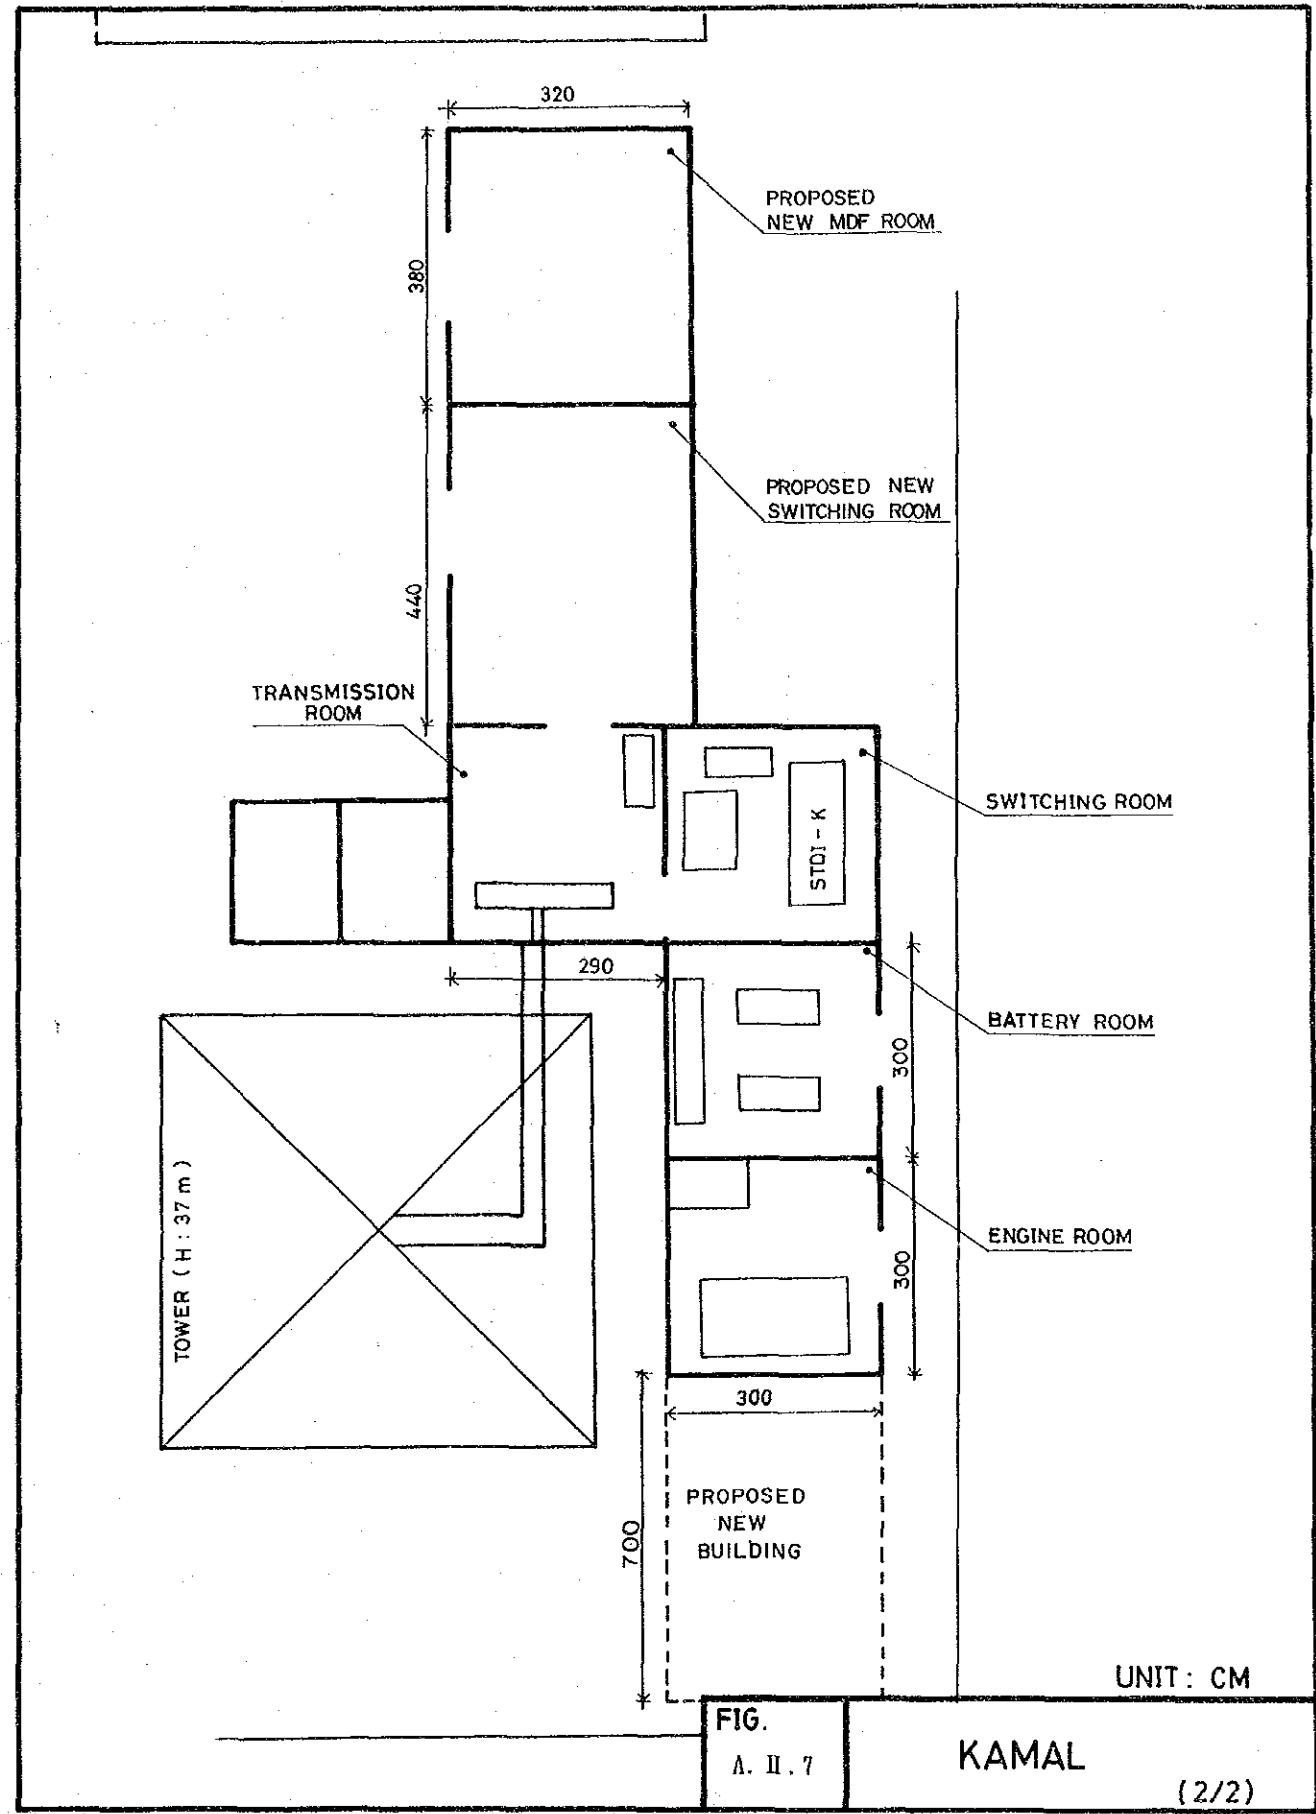 320
PROPOSED
NEW MDF ROOM
380
PROPOSED NEW
SWITCHING ROOM
440
TRANSMISSION
ROOM
SWITCHING ROOM
STDI - K
290
BATTERY ROOM
300
TOWER ( H : 37 m )
ENGINE ROOM
300
300
PROPOSED
NEW
BUILDING
700
UNIT : CM
FIG.
A. II. 7
KAMAL
(2/2)